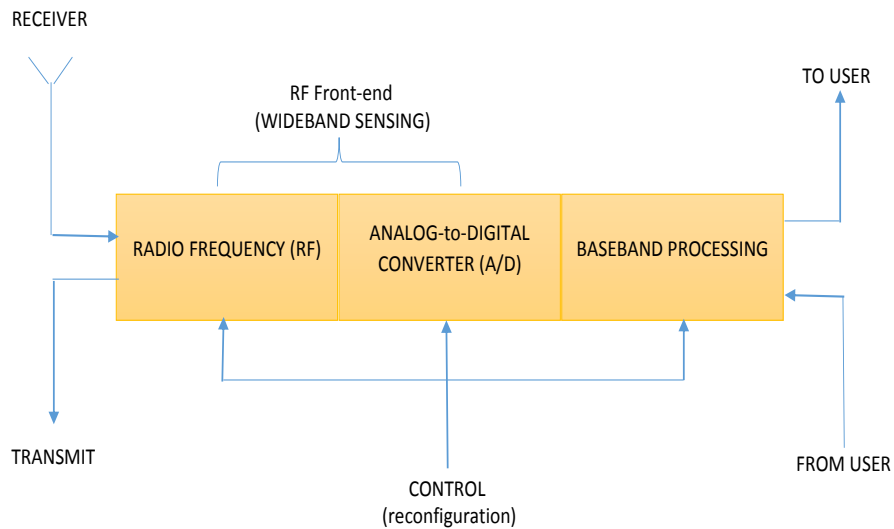 RECEIVER
TO USER
RF Front-end
(WIDEBAND SENSING)
RADIO FREQUENCY (RF)
ANALOG-to-DIGITAL
CONVERTER (A/D)
BASEBAND PROCESSING
TRANSMIT
FROM USER
CONTROL
(reconfiguration)